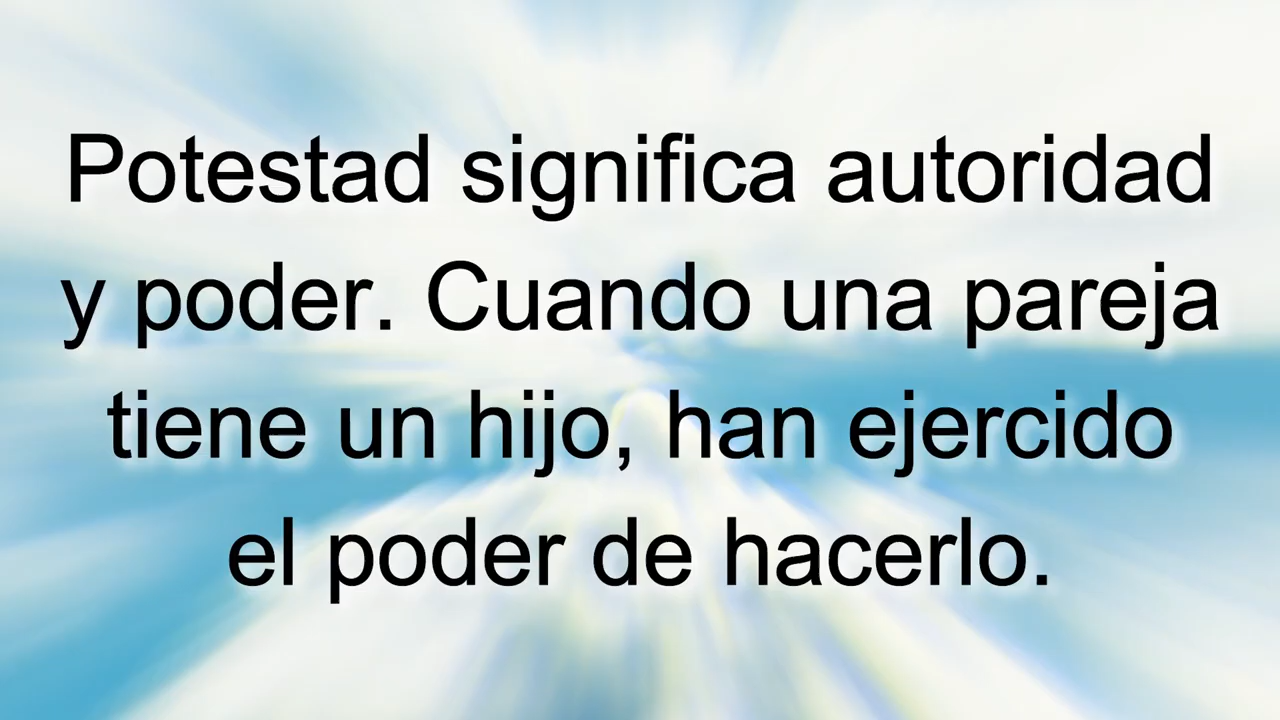 Potestad significa autoridad
y poder. Cuando una pareja
tiene un hijo, han ejercido
el poder de hacerlo.